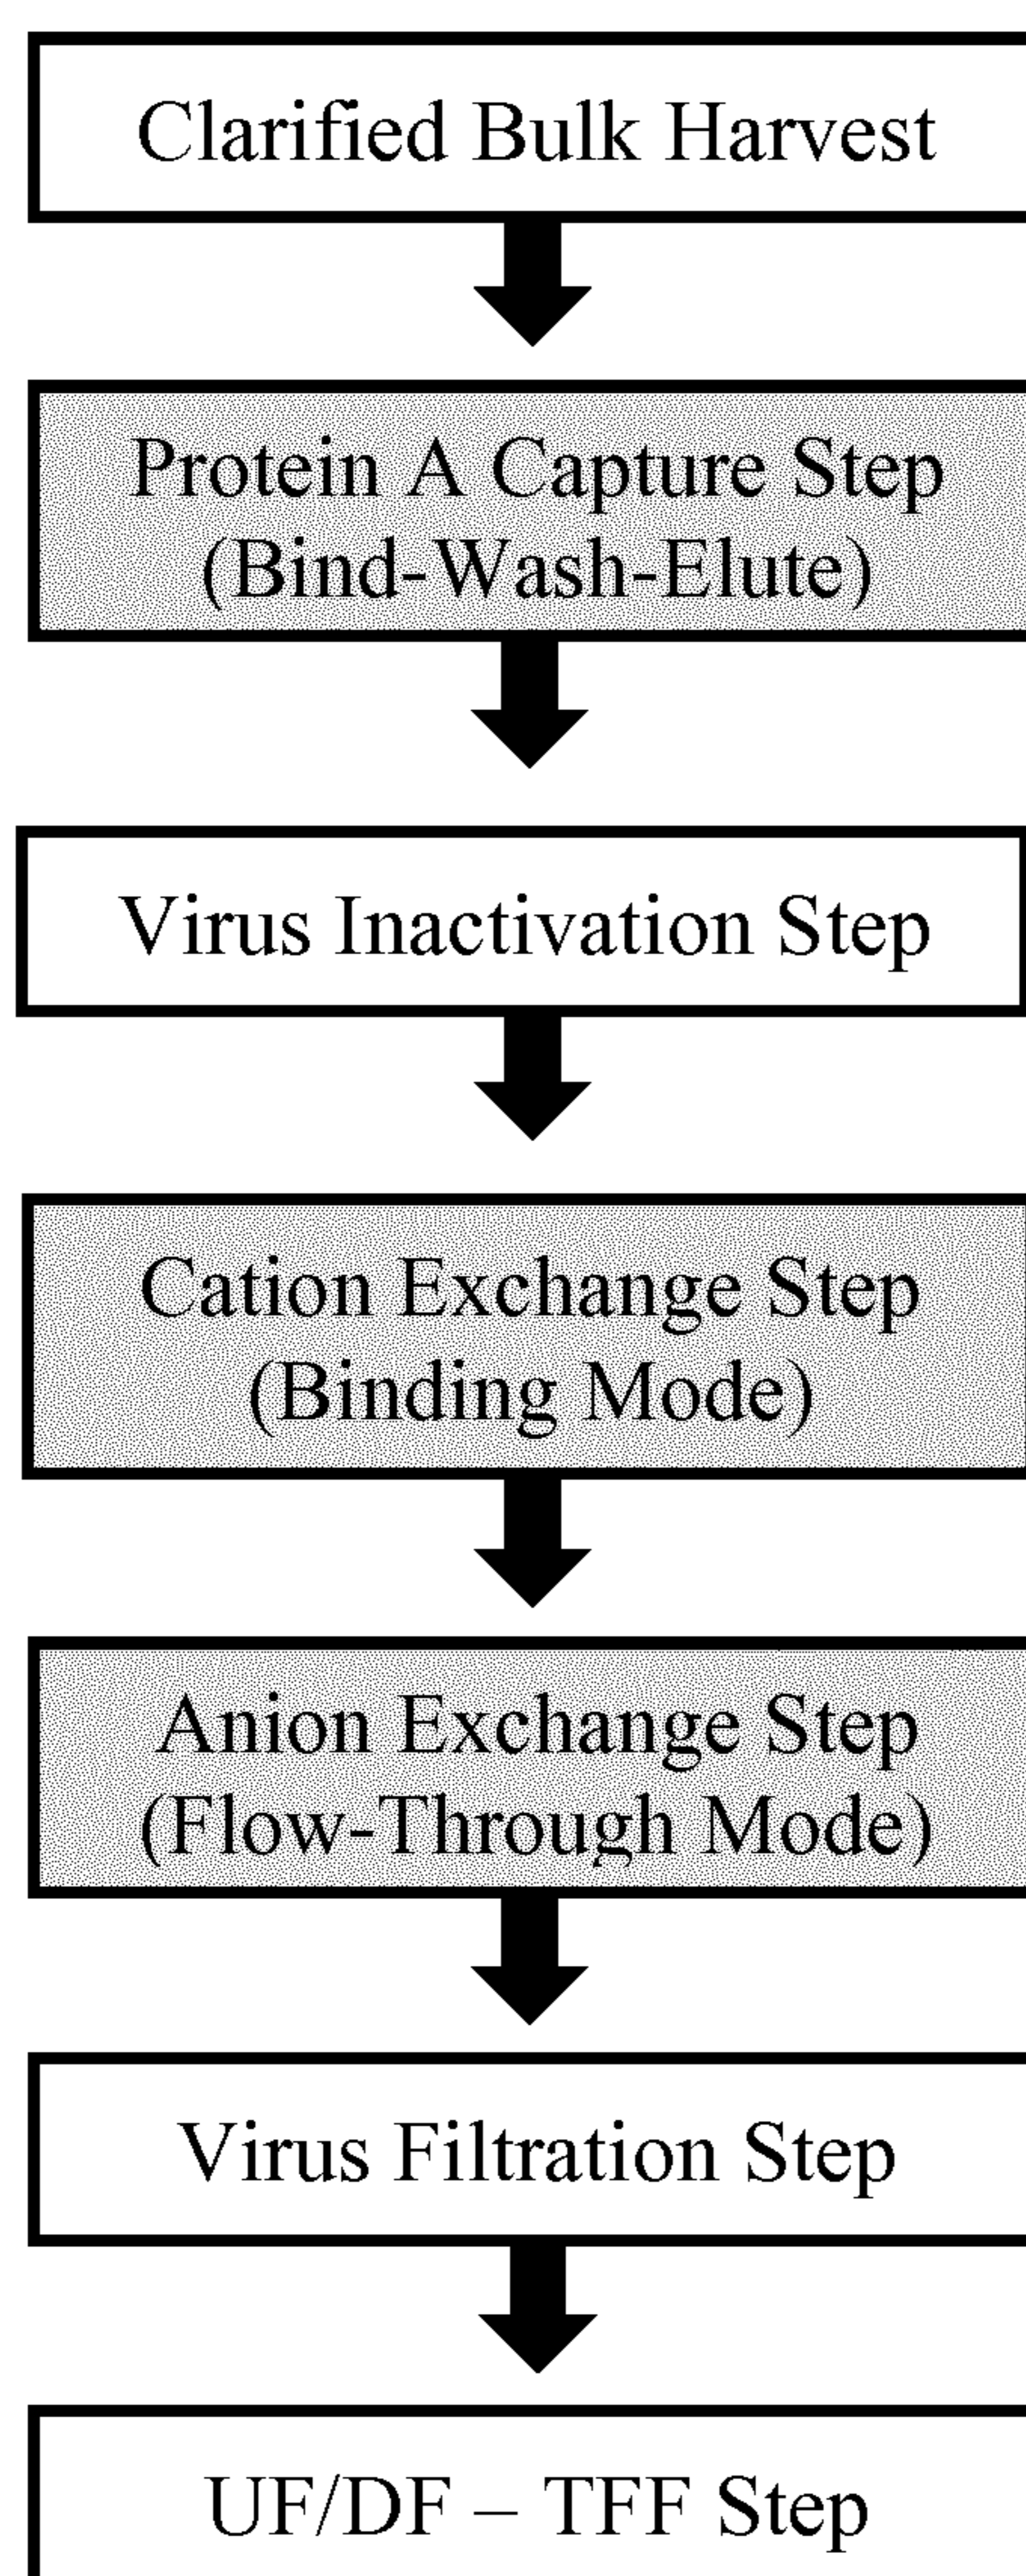 Clarified Bulk Harvest
Protein A Capture Step
(Bind-Wash-Elute)
Virus Inactivation Step
Cation Exchange Step
(Binding Mode)
Anion Exchange Step
(Flow-Through Mode)
Virus Filtration Step
UF/DF – TFF Step